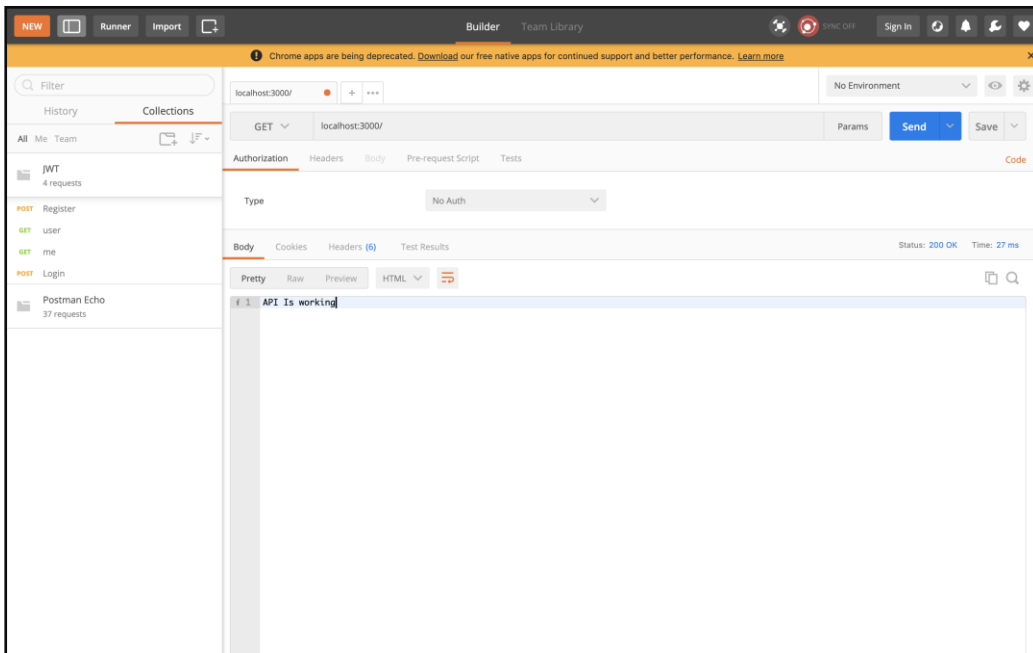 NEW Runner Import Builder Team Library SYNC OFF Sign In
Chrome apps are being deprecated. Download our free native apps for continued support and better performance. Learn more
Filter
History Collections
All Me Team
JWT
4 requests
POST Register
GET user
GET me
POST Login
Postman Echo
37 requests
localhost:3000/ + •••
No Environment
GET localhost:3000/ Params Send Save
Authorization Headers Body Pre-request Script Tests Code
Type No Auth
Body Cookies Headers (6) Test Results Status: 200 OK Time: 27 ms
Pretty Raw Preview HTML
i 1 API Is working